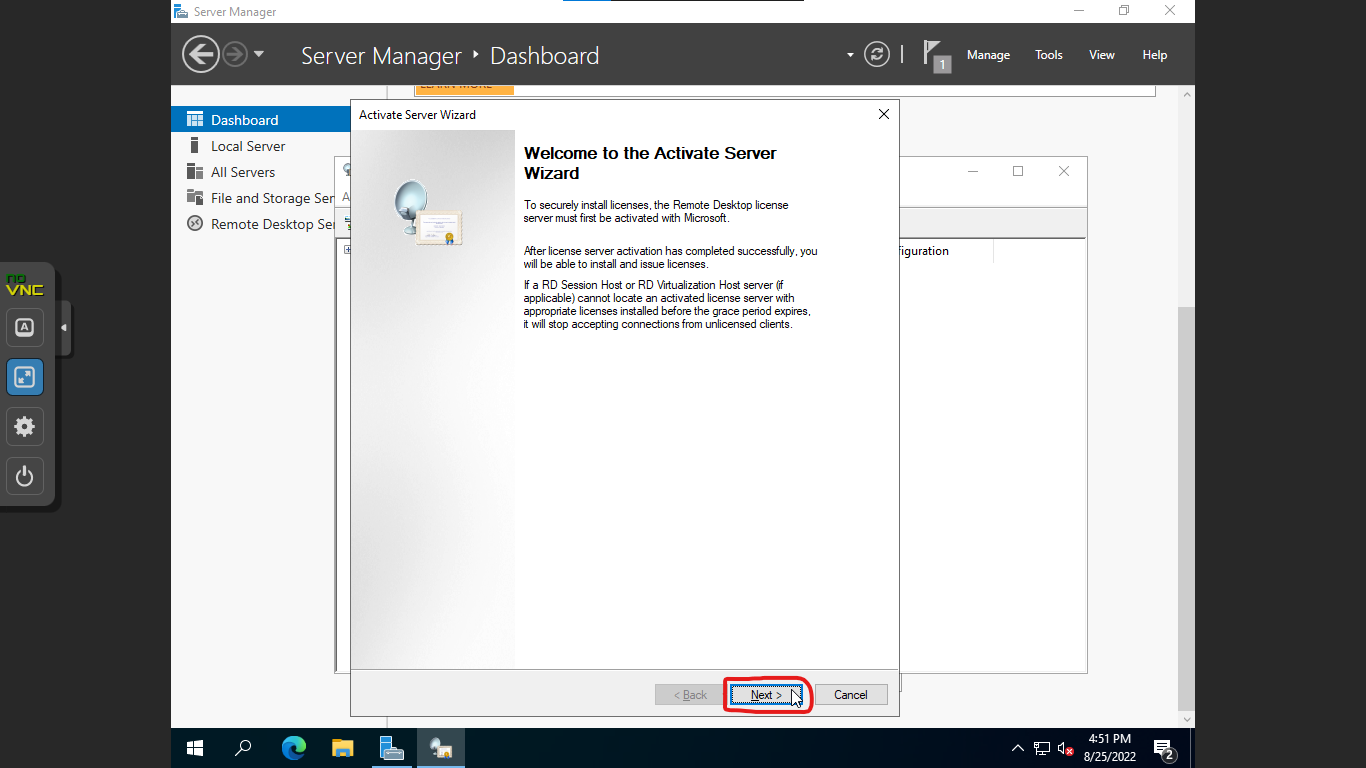 Server Manager
Server Manager ‣ Dashboard
1
Manage
Tools
View
Help
LEARN MORE
Dashboard
Local Server
All Servers
File and Storage Ser
Remote Desktop Se
A
figuration
Activate Server Wizard
Welcome to the Activate Server
Wizard
To securely install licenses, the Remote Desktop license
server must first be activated with Microsoft.
After license server activation has completed successfully, you
will be able to install and issue licenses.
If a RD Session Host or RD Virtualization Host server (if
applicable) cannot locate an activated license server with
appropriate licenses installed before the grace period expires,
it will stop accepting connections from unlicensed clients.
< Back
Next >
Cancel
no
VNC
A
4:51 PM
8/25/2022
2